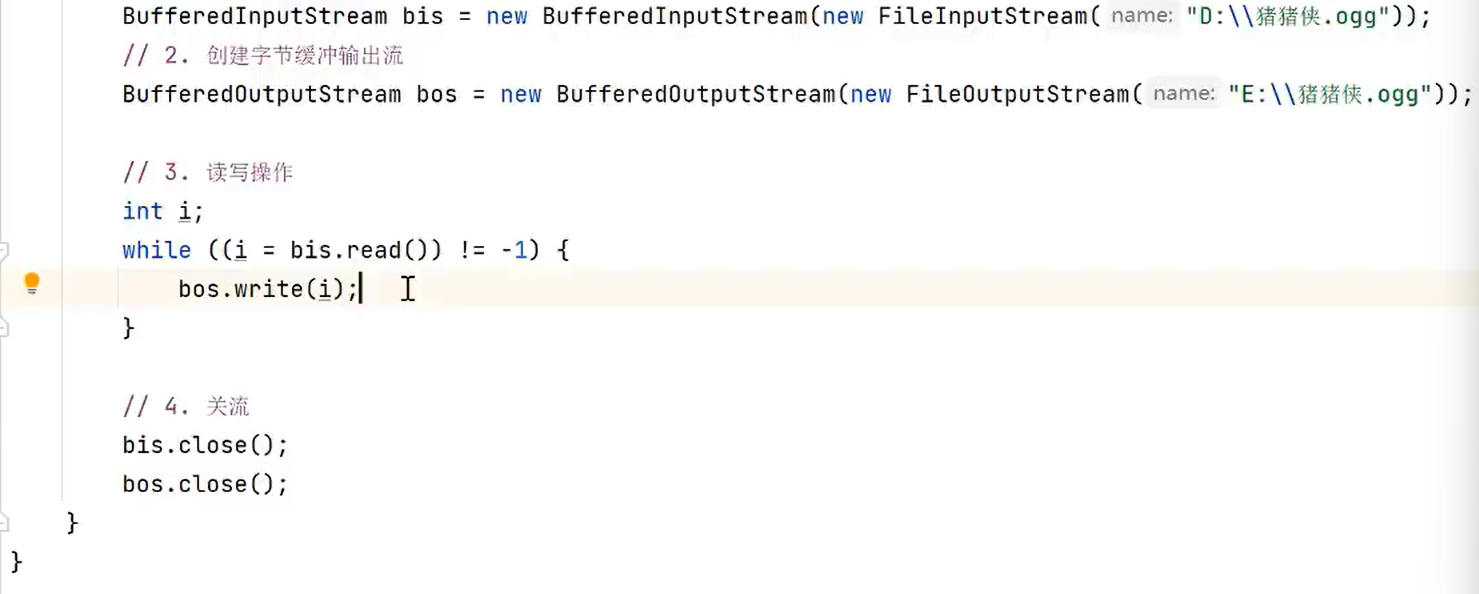 BufferedInputStream bis = new BufferedInputStream(new FileInputStream( name: "D:\\猪猪侠.ogg"));
// 2. 创建字节缓冲输出流
BufferedOutputStream bos = new BufferedOutputStream(new FileOutputStream( name: "E:\\猪猪侠.ogg"));
// 3. 读写操作
int i;
while ((i = bis.read()) != -1) {
bos.write(i);
}
// 4. 关流
bis.close();
bos.close();
}
}